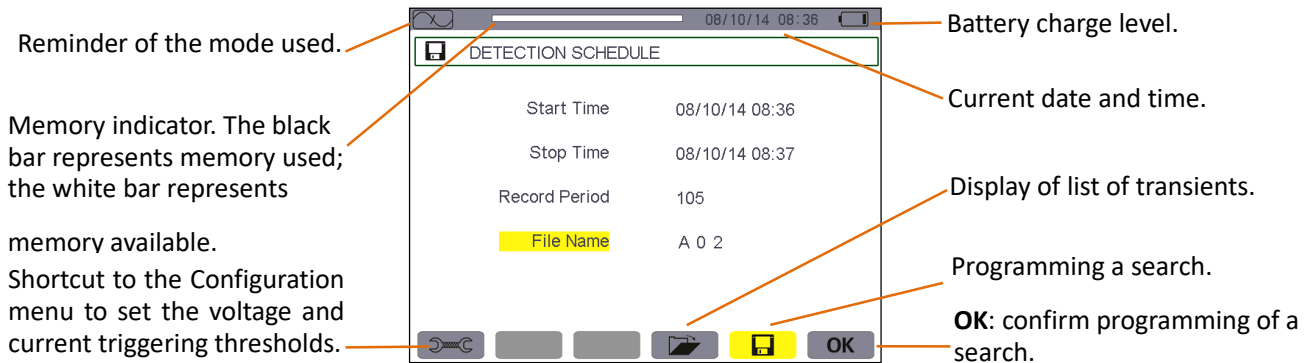 Reminder of the mode used.
Memory indicator. The black
bar represents memory used;
the white bar represents
memory available.
Shortcut to the Configuration
menu to set the voltage and
current triggering thresholds.
08/10/14 08:36
DETECTION SCHEDULE
Start Time 08/10/14 08:36
Stop Time 08/10/14 08:37
Record Period 105
File Name A 0 2
OK
Battery charge level.
Current date and time.
Display of list of transients.
Programming a search.
OK: confirm programming of a
search.